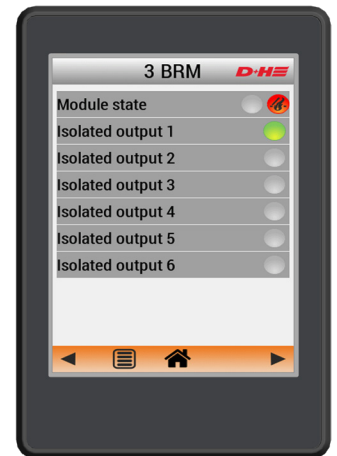 3 BRM D+H
Module state
Isolated output 1
Isolated output 2
Isolated output 3
Isolated output 4
Isolated output 5
Isolated output 6